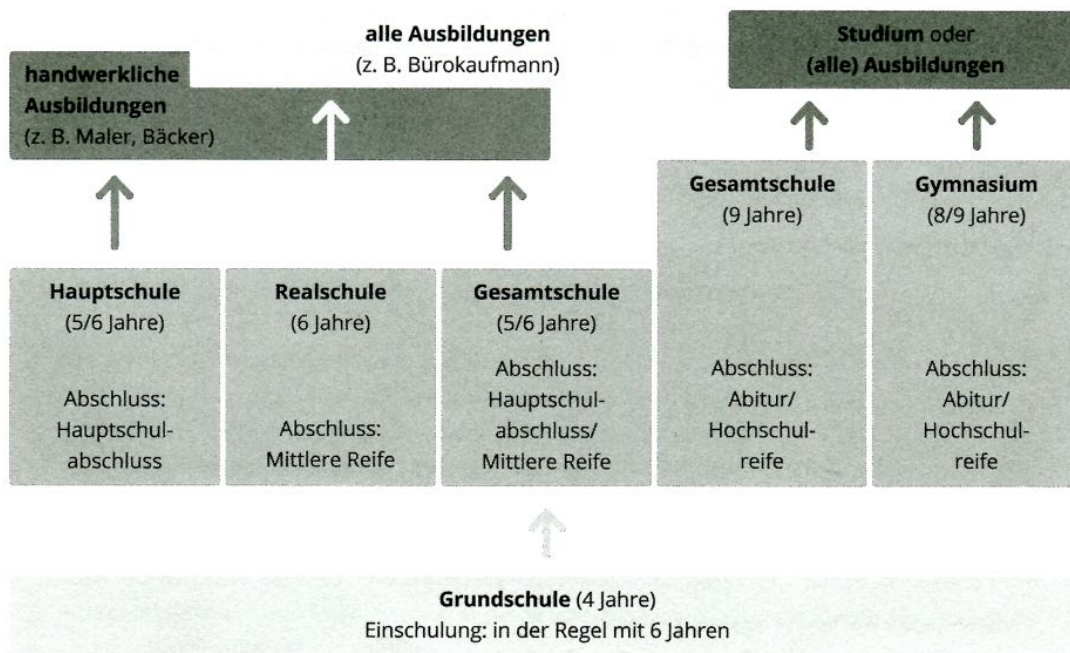 alle Ausbildungen
(z. B. Bürokaufmann)
handwerkliche
Ausbildungen
(z. B. Maler, Bäcker)
Studium oder
(alle) Ausbildungen
Hauptschule
(5/6 Jahre)
Abschluss:
Hauptschul-
abschluss
Realschule
(6 Jahre)
Abschluss:
Mittlere Reife
Gesamtschule
(5/6 Jahre)
Abschluss:
Hauptschul-
abschluss/
Mittlere Reife
Gesamtschule
(9 Jahre)
Abschluss:
Abitur/
Hochschul-
reife
Gymnasium
(8/9 Jahre)
Abschluss:
Abitur/
Hochschul-
reife
Grundschule (4 Jahre)
Einschulung: in der Regel mit 6 Jahren